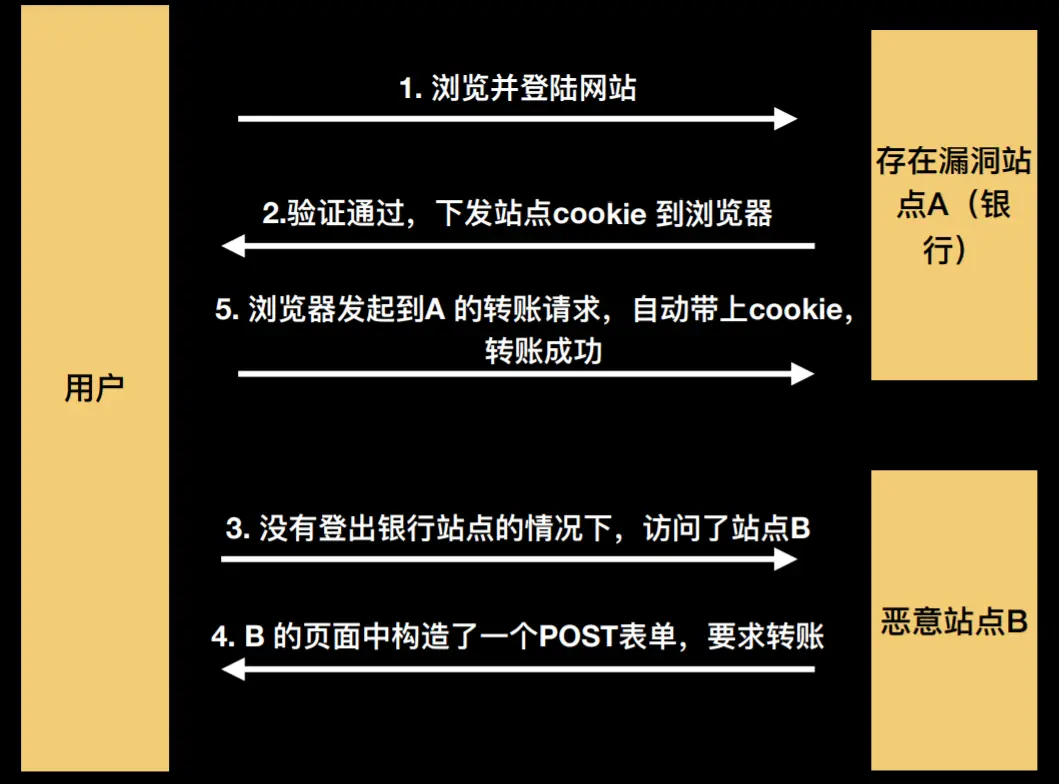 1. 浏览并登陆网站
存在漏洞站
点A（银
行）
2.验证通过，下发站点cookie 到浏览器
5. 浏览器发起到A 的转账请求，自动带上cookie，
转账成功
用户
3. 没有登出银行站点的情况下，访问了站点B
恶意站点B
4. B 的页面中构造了一个POST表单，要求转账